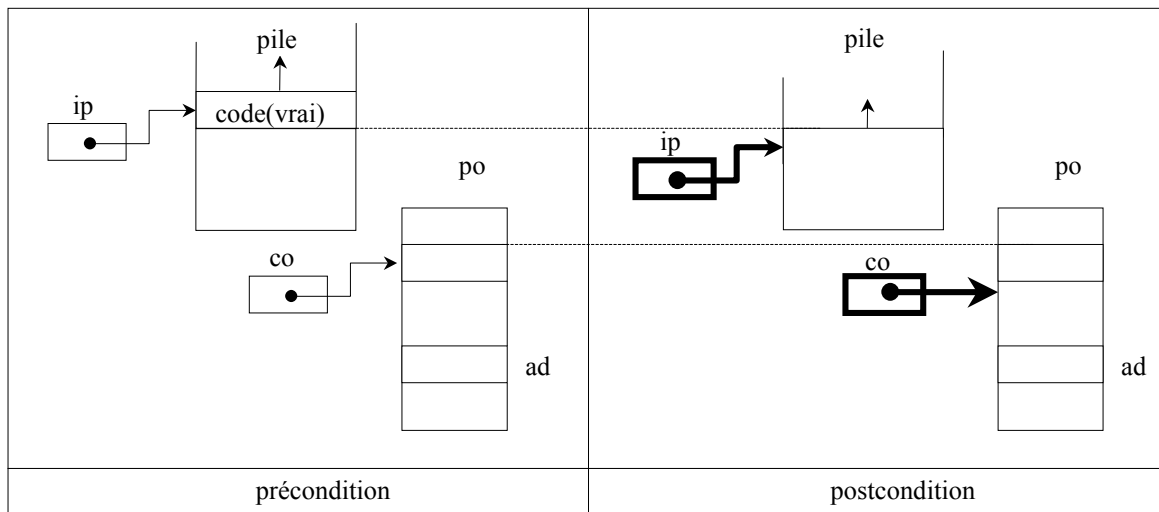 pile
ip
code(vrai)
po
co
ad
précondition
pile
ip
po
co
ad
postcondition